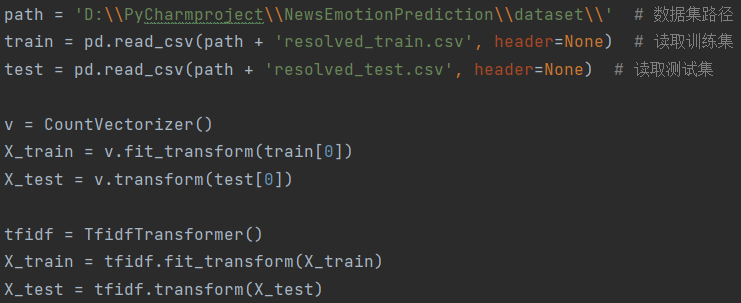 path = 'D:\\PyCharmproject\\NewsEmotionPrediction\\dataset\\'  # 数据集路径
train = pd.read_csv(path + 'resolved_train.csv', header=None)  # 读取训练集
test = pd.read_csv(path + 'resolved_test.csv', header=None)  # 读取测试集
v = CountVectorizer()
X_train = v.fit_transform(train[0])
X_test = v.transform(test[0])
tfidf = TfidfTransformer()
X_train = tfidf.fit_transform(X_train)
X_test = tfidf.transform(X_test)